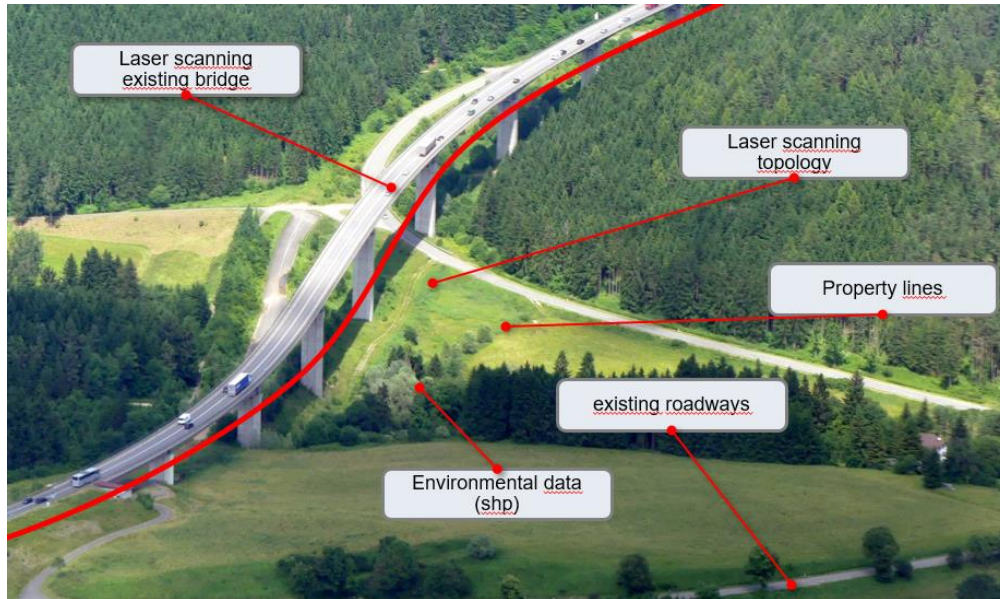 Laser scanning
existing bridge
Laser scanning
topology
Property lines
existing roadways
Environmental data
(shp)